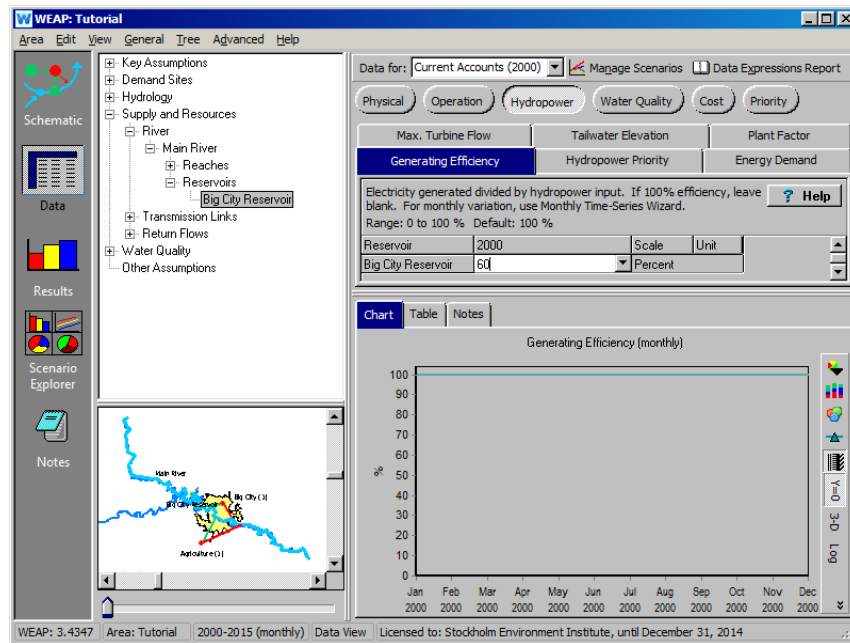 WEAP: Tutorial
Area Edit View General Tree Advanced Help
Schematic
Data
Results
Scenario
Explorer
Notes
Key Assumptions
Demand Sites
Hydrology
Supply and Resources
River
Main River
Reaches
Reservoirs
Big City Reservoir
Transmission Links
Return Flows
Water Quality
Other Assumptions
Main River
Big City Reservoir
Big City (1)
Agriculture (2)
Data for: Current Accounts (2000) Manage Scenarios Data Expressions Report
Physical Operation Hydropower Water Quality Cost Priority
Max. Turbine Flow Tailwater Elevation Plant Factor
Generating Efficiency Hydropower Priority Energy Demand
Electricity generated divided by hydropower input. If 100% efficiency, leave
blank. For monthly variation, use Monthly Time-Series Wizard.
Range: 0 to 100 % Default: 100 %
? Help
Reservoir 2000 Scale Unit
Big City Reservoir 60 Percent
Chart Table Notes
Generating Efficiency (monthly)
%
100
90
80
70
60
50
40
30
20
10
0
Jan Feb Mar Apr May Jun Jul Aug Sep Oct Nov Dec
2000 2000 2000 2000 2000 2000 2000 2000 2000 2000 2000 2000
Y=0
3-D
Log
WEAP: 3.4347 Area: Tutorial 2000-2015 (monthly) Data View Licensed to: Stockholm Environment Institute, until December 31, 2014